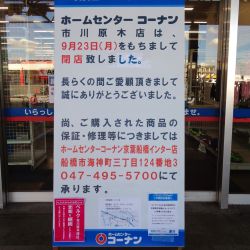 ホームセンター コーナン
市川原木店は、
9月23日(月)をもちまして
閉店致しました。
長らくの間ご愛顧頂きまして
誠にありがとうございました。
尚、ご購入された商品の
保証・修理等につきましては
ホームセンターコーナン京葉船橋インター店
船橋市海神町三丁目124番地3
047-495-5700にて
承ります。
ホームセンター
コーナン
いらっし